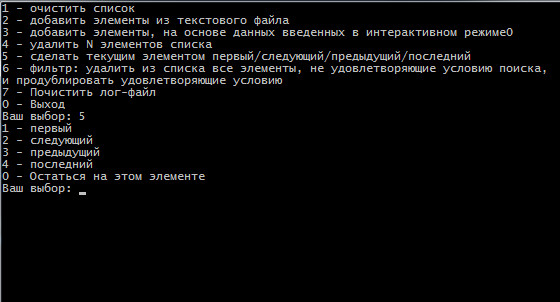 1 - очистить список
2 - добавить элементы из текстового файла
3 - добавить элементы, на основе данных введенных в интерактивном режиме0
4 - удалить N элементов списка
5 - сделать текущим элементом первый/следующий/предыдущий/последний
6 - фильтр: удалить из списка все элементы, не удовлетворяющие условию поиска,
и продублировать удовлетворяющие условию
7 - Почистить лог-файл
0 - Выход
Ваш выбор: 5
1 - первый
2 - следующий
3 - предыдущий
4 - последний
0 - Остаться на этом элементе
Ваш выбор: _